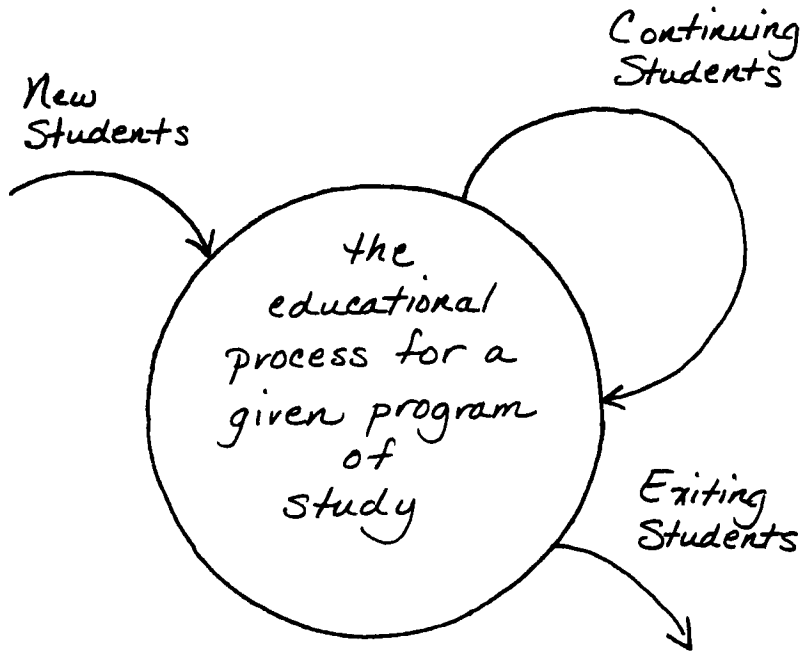 New
Students
Continuing
Students
the
educational
process for a
given program
of
study
Exiting
Students